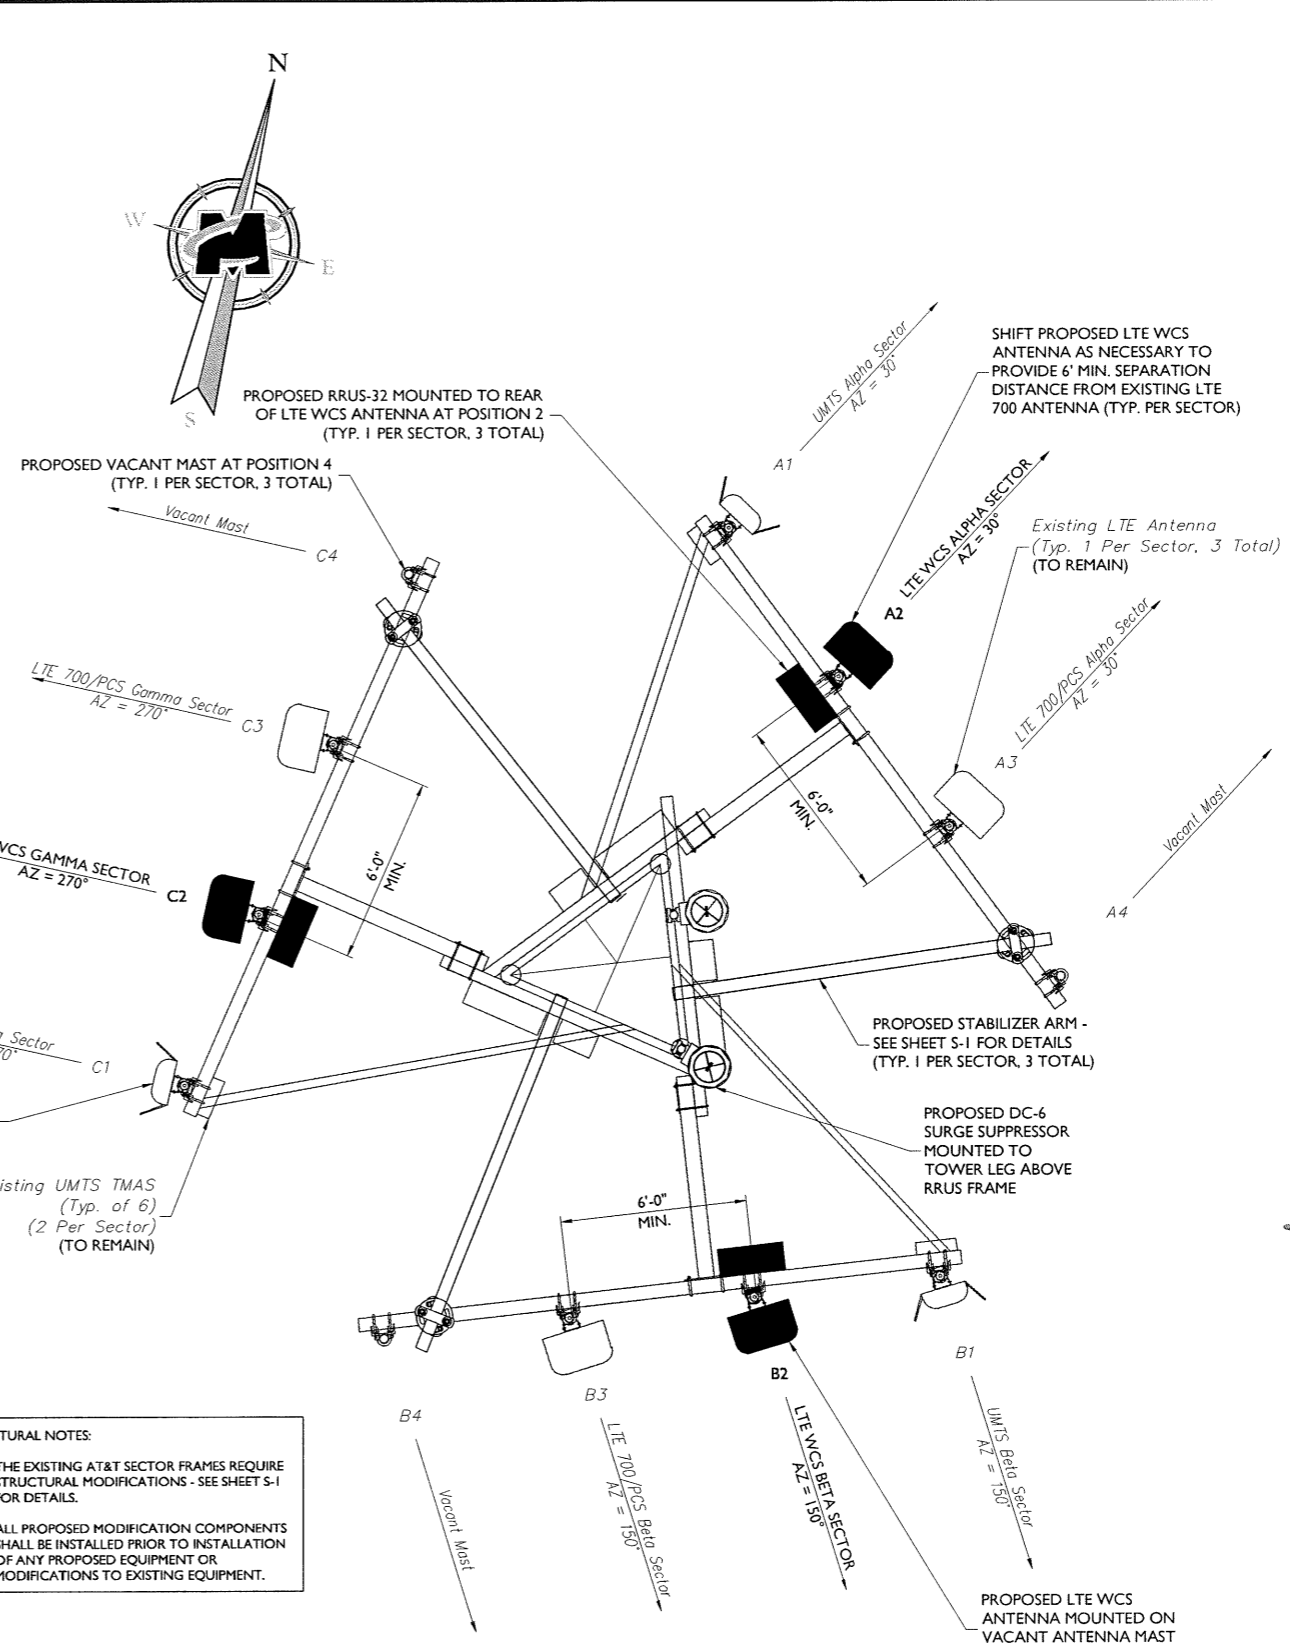 N
W
E
S
PROPOSED RRUS-32 MOUNTED TO REAR
OF LTE WCS ANTENNA AT POSITION 2
(TYP. 1 PER SECTOR, 3 TOTAL)
PROPOSED VACANT MAST AT POSITION 4
(TYP. 1 PER SECTOR, 3 TOTAL)
Vacant Mast
C4
UMTS Alpha Sector
AZ = 30°
A1
SHIFT PROPOSED LTE WCS
ANTENNA AS NECESSARY TO
PROVIDE 6' MIN. SEPARATION
DISTANCE FROM EXISTING LTE
700 ANTENNA (TYP. PER SECTOR)
LTE WCS ALPHA SECTOR
AZ = 30°
A2
Existing LTE Antenna
(Typ. 1 Per Sector, 3 Total)
(TO REMAIN)
LTE 700/PCS Alpha Sector
AZ = 30°
A3
Vacant Mast
A4
LTE 700/PCS Gamma Sector
AZ = 270°
C3
6'-0"
MIN.
6'-0"
MIN.
WCS GAMMA SECTOR
AZ = 270°
C2
Sector
C1
PROPOSED STABILIZER ARM -
SEE SHEET S-1 FOR DETAILS
(TYP. 1 PER SECTOR, 3 TOTAL)
PROPOSED DC-6
SURGE SUPPRESSOR
MOUNTED TO
TOWER LEG ABOVE
RRUS FRAME
isting UMTS TMAS
(Typ. of 6)
(2 Per Sector)
(TO REMAIN)
6'-0"
MIN.
B1
B2
B3
B4
UMTS Beta Sector
AZ = 150°
LTE WCS BETA SECTOR
AZ = 150°
LTE 700/PCS Beta Sector
AZ = 150°
Vacant Mast
TURAL NOTES:
THE EXISTING AT&T SECTOR FRAMES REQUIRE
STRUCTURAL MODIFICATIONS - SEE SHEET S-1
FOR DETAILS.
ALL PROPOSED MODIFICATION COMPONENTS
SHALL BE INSTALLED PRIOR TO INSTALLATION
OF ANY PROPOSED EQUIPMENT OR
MODIFICATIONS TO EXISTING EQUIPMENT.
PROPOSED LTE WCS
ANTENNA MOUNTED ON
VACANT ANTENNA MAST